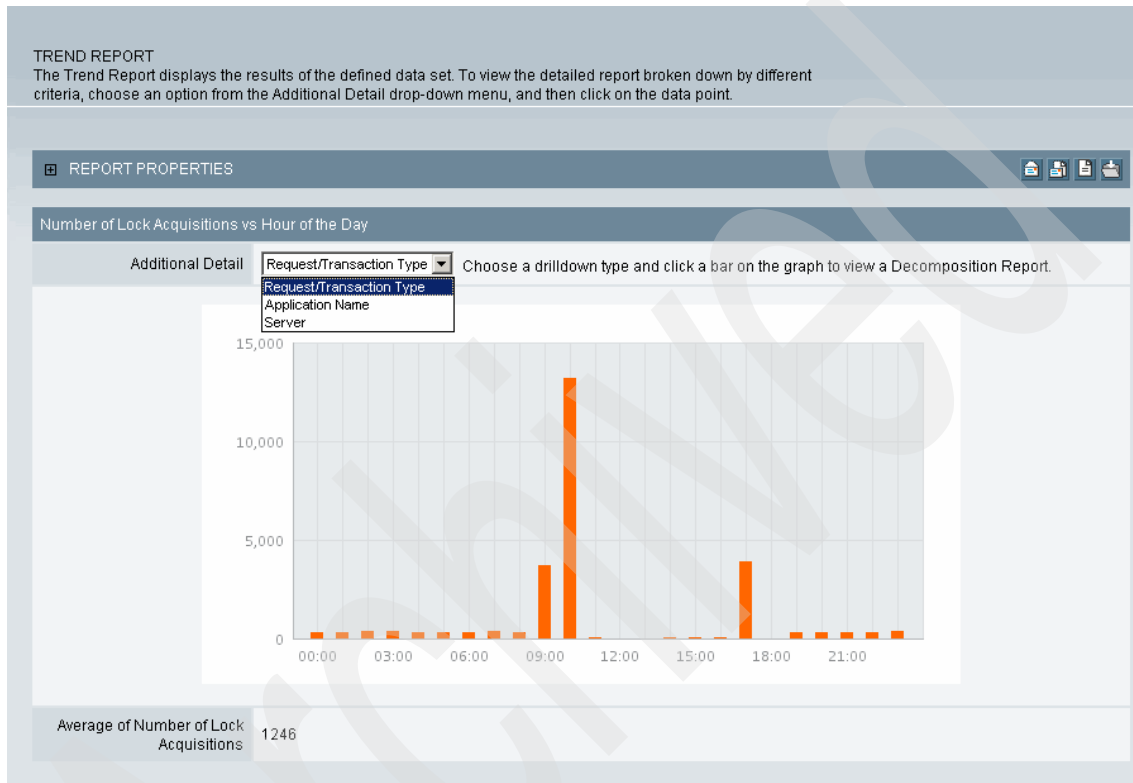 TREND REPORT
The Trend Report displays the results of the defined data set. To view the detailed report broken down by different
criteria, choose an option from the Additional Detail drop-down menu, and then click on the data point.
REPORT PROPERTIES
Number of Lock Acquisitions vs Hour of the Day
Additional Detail
Request/Transaction Type
Choose a drilldown type and click a bar on the graph to view a Decomposition Report.
Request/Transaction Type
Application Name
Server
15,000
10,000
5,000
0
00:00 03:00 06:00 09:00 12:00 15:00 18:00 21:00
Average of Number of Lock
Acquisitions
1246